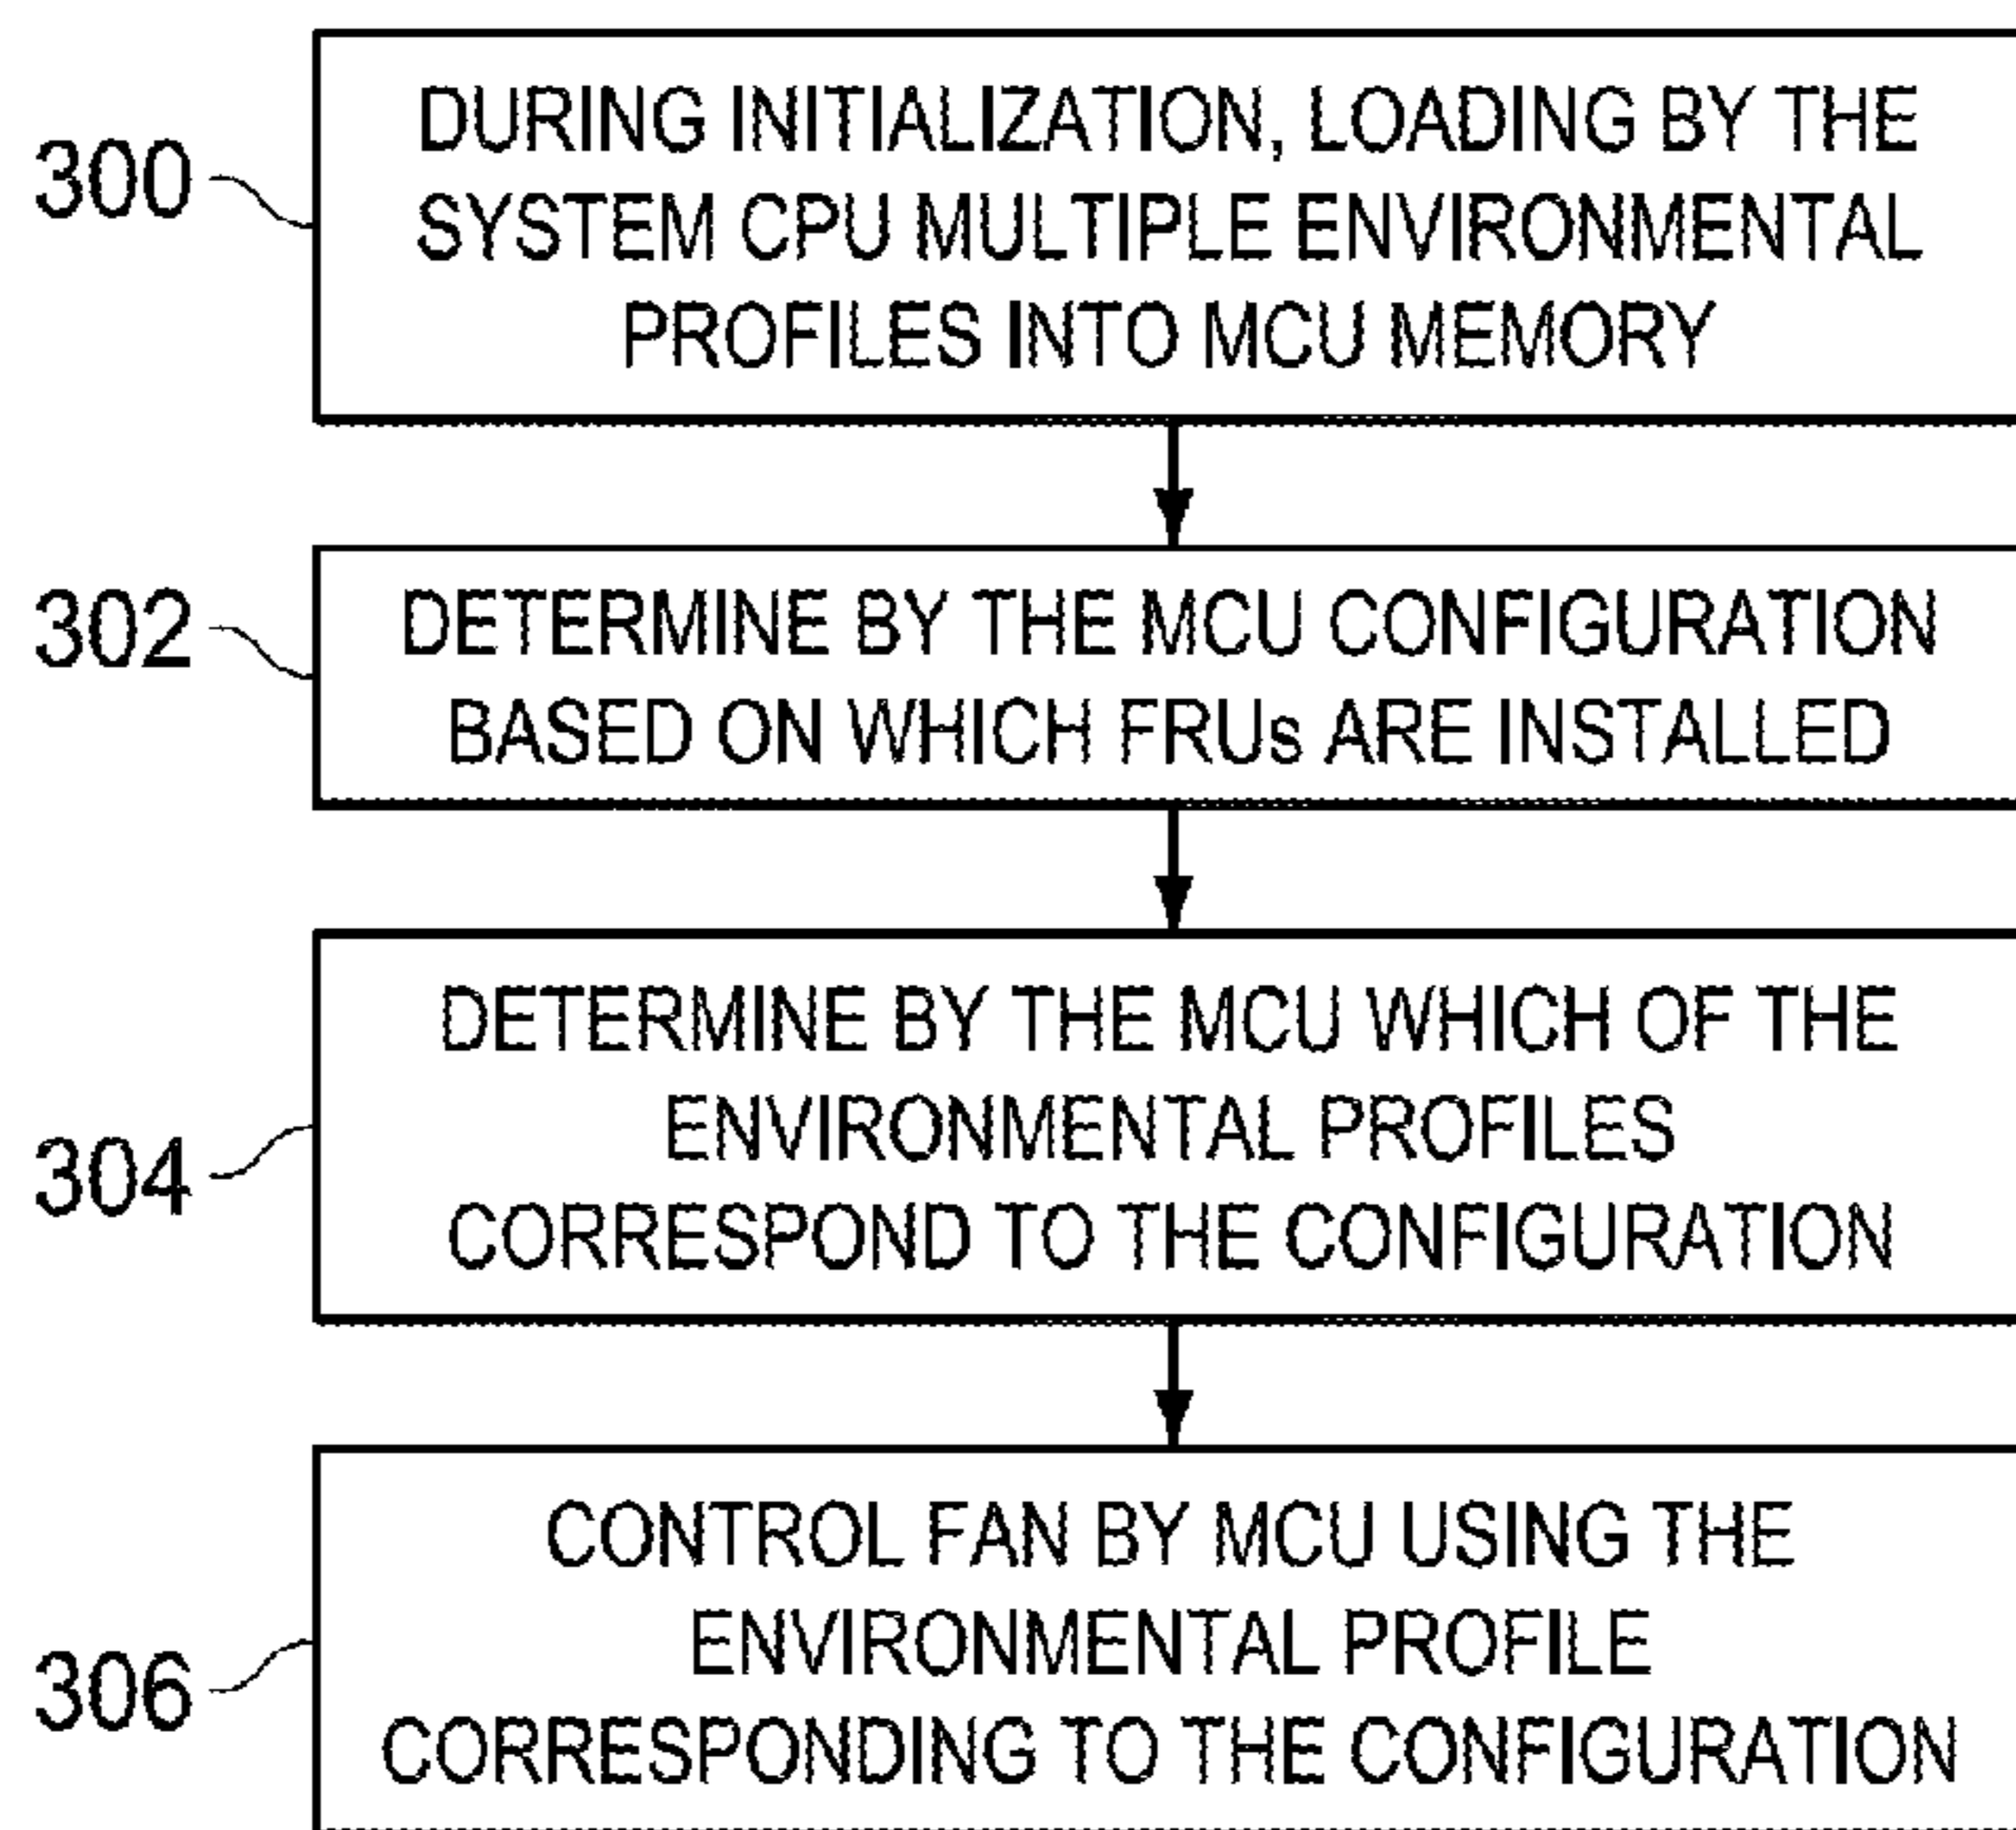 300
DURING INITIALIZATION, LOADING BY THE
SYSTEM CPU MULTIPLE ENVIRONMENTAL
PROFILES INTO MCU MEMORY
302
DETERMINE BY THE MCU CONFIGURATION
BASED ON WHICH FRUs ARE INSTALLED
304
DETERMINE BY THE MCU WHICH OF THE
ENVIRONMENTAL PROFILES
CORRESPOND TO THE CONFIGURATION
306
CONTROL FAN BY MCU USING THE
ENVIRONMENTAL PROFILE
CORRESPONDING TO THE CONFIGURATION